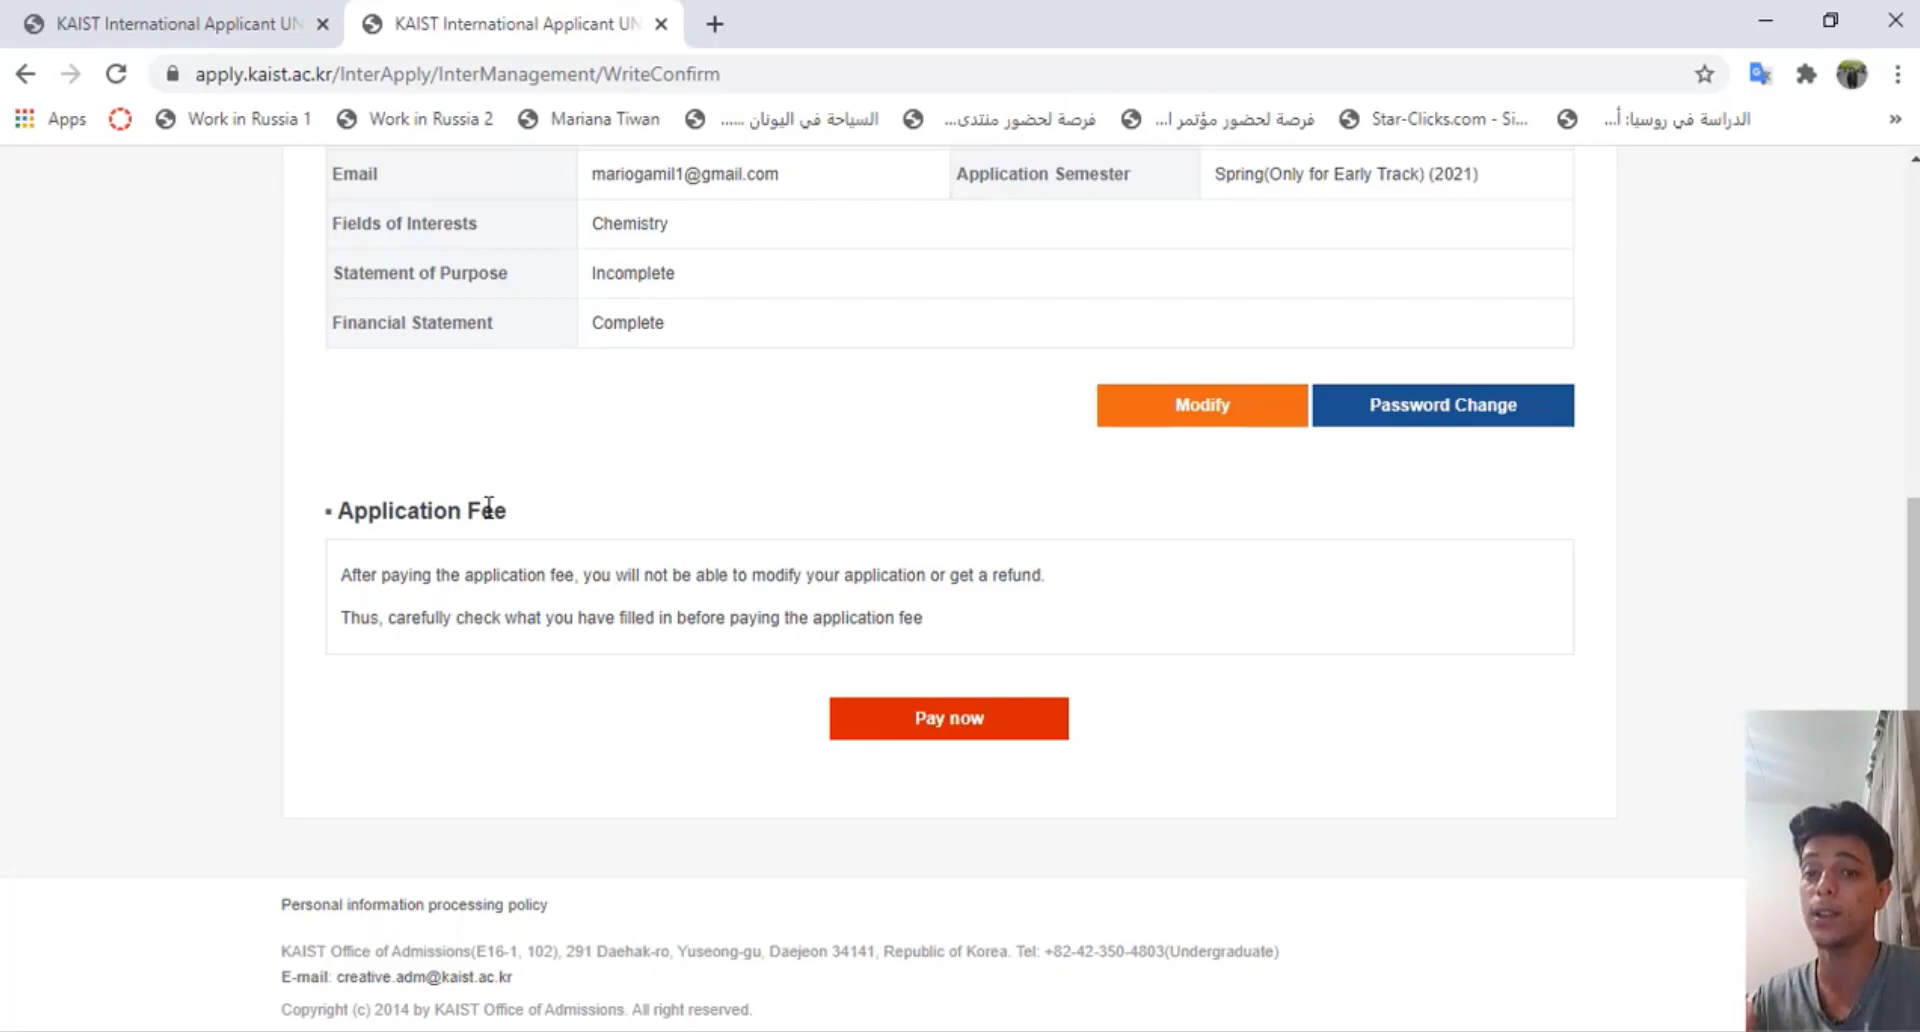 KAIST International Applicant UN
KAIST International Applicant UN
apply.kaist.ac.kr/InterApply/InterManagement/WriteConfirm
Apps
Work in Russia 1
Work in Russia 2
Mariana Tiwan
السياحة في اليونان ......
فرصة لحضور منتدى...
فرصة لحضور مؤتمر ا...
Star-Clicks.com - Si...
الدراسة في روسيا: أ...
»
Email mariogamil1@gmail.com Application Semester Spring(Only for Early Track) (2021)
Fields of Interests Chemistry
Statement of Purpose Incomplete
Financial Statement Complete
Modify Password Change
Application Fee
After paying the application fee, you will not be able to modify your application or get a refund.
Thus, carefully check what you have filled in before paying the application fee
Pay now
Personal information processing policy
KAIST Office of Admissions(E16-1, 102), 291 Daehak-ro, Yuseong-gu, Daejeon 34141, Republic of Korea. Tel: +82-42-350-4803(Undergraduate)
E-mail: creative.adm@kaist.ac.kr
Copyright (c) 2014 by KAIST Office of Admissions. All right reserved.